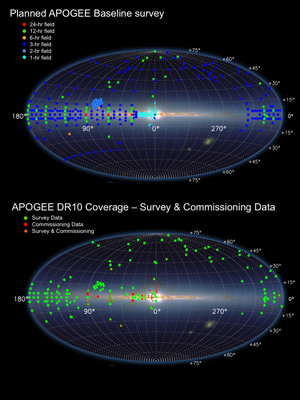 Planned APOGEE Baseline survey
24-hr field
12-hr field
6-hr field
3-hr field
2-hr field
1-hr field
+75°
+60°
+45°
+30°
+15°
180°
90°
0°
270°
0°
+15°
+30°
+45°
+60°
+75°
APOGEE DR10 Coverage – Survey & Commissioning Data
Survey Data
Commissioning Data
Survey & Commissioning
+75°
+60°
+45°
+30°
+15°
180°
90°
0°
270°
0°
+15°
+30°
+45°
+60°
+75°